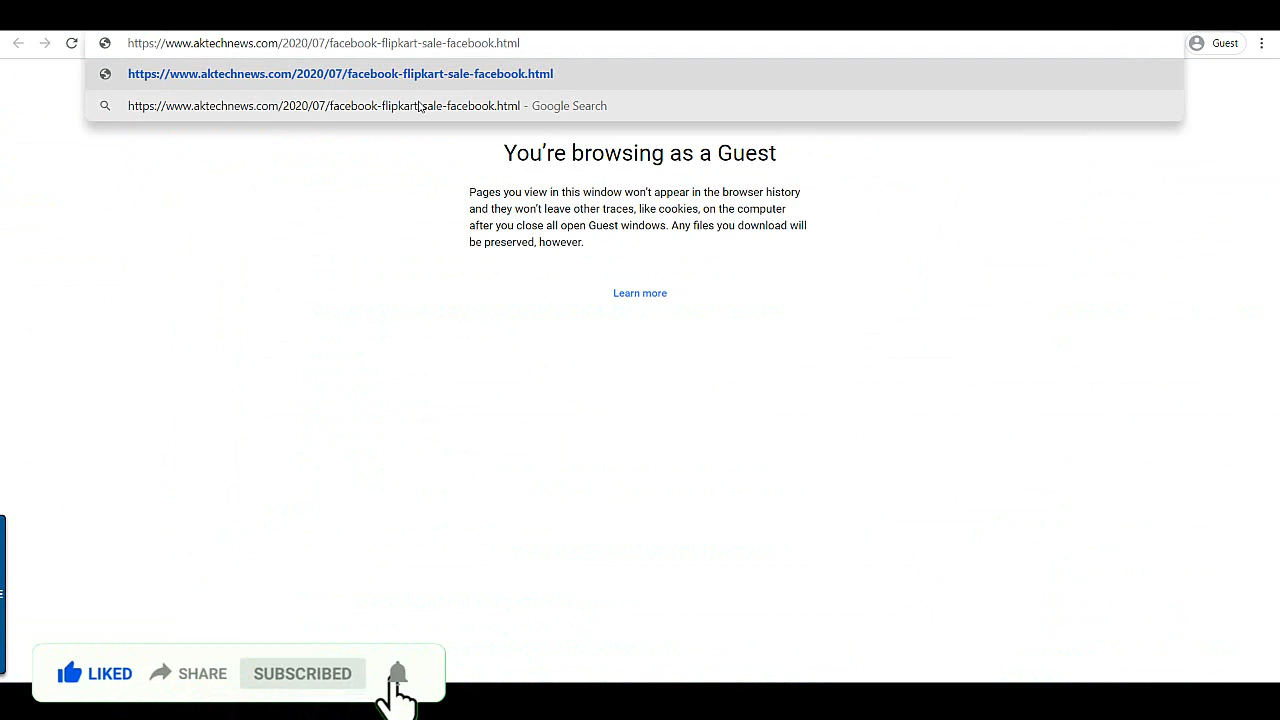 https://www.aktechnews.com/2020/07/facebook-flipkart-sale-facebook.html
Guest
https://www.aktechnews.com/2020/07/facebook-flipkart-sale-facebook.html
https://www.aktechnews.com/2020/07/facebook-flipkart-sale-facebook.html - Google Search
You’re browsing as a Guest
Pages you view in this window won’t appear in the browser history
and they won’t leave other traces, like cookies, on the computer
after you close all open Guest windows. Any files you download will
be preserved, however.
Learn more
E
LIKED SHARE SUBSCRIBED